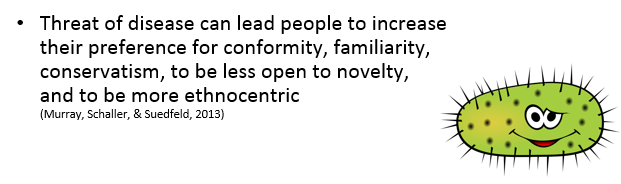 • Threat of disease can lead people to increase
their preference for conformity, familiarity,
conservatism, to be less open to novelty,
and to be more ethnocentric
(Murray, Schaller, & Suedfeld, 2013)